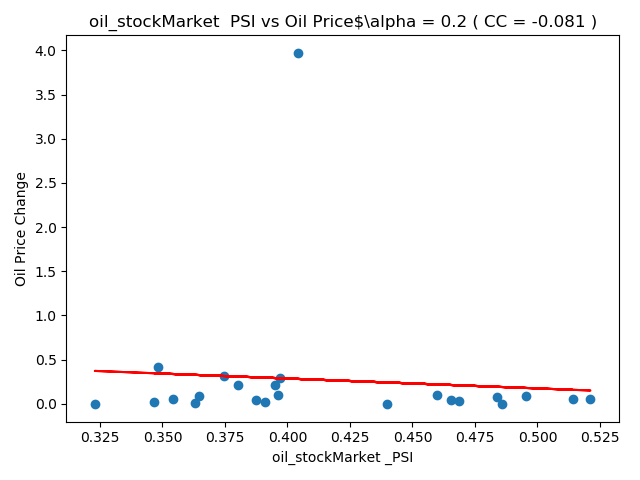 oil_stockMarket  PSI vs Oil Price$\alpha = 0.2 ( CC = -0.081 )
4.0
3.5
3.0
2.5
2.0
1.5
1.0
0.5
0.0
Oil Price Change
0.325 0.350 0.375 0.400 0.425 0.450 0.475 0.500 0.525
oil_stockMarket _PSI